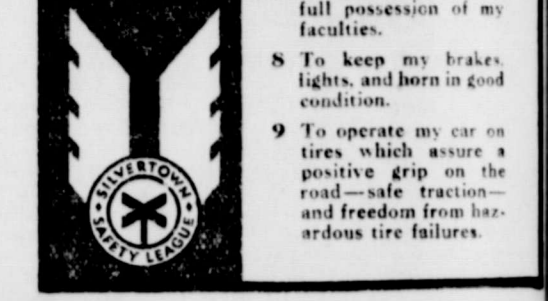 full possession of my
faculties.
8 To keep my brakes,
lights, and horn in good
condition.
9 To operate my car on
tires which assure a
positive grip on the
road—safe traction—
and freedom from haz-
ardous tire failures.
SILVERTOWN
SAFETY LEAGUE